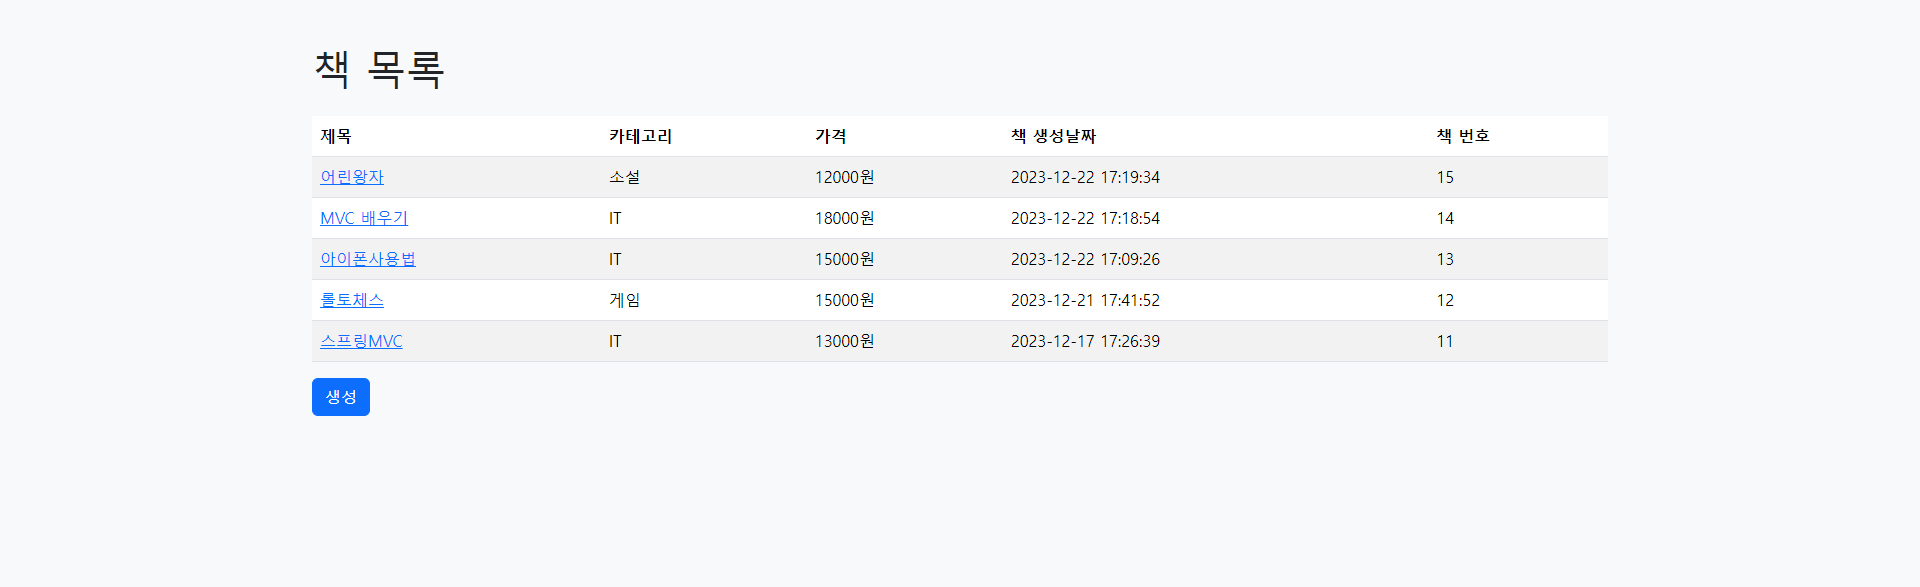 책 목록
제목 카테고리 가격 책 생성날짜 책 번호
어린왕자 소설 12000원 2023-12-22 17:19:34 15
MVC 배우기 IT 18000원 2023-12-22 17:18:54 14
아이폰사용법 IT 15000원 2023-12-22 17:09:26 13
롤토체스 게임 15000원 2023-12-21 17:41:52 12
스프링MVC IT 13000원 2023-12-17 17:26:39 11
생성